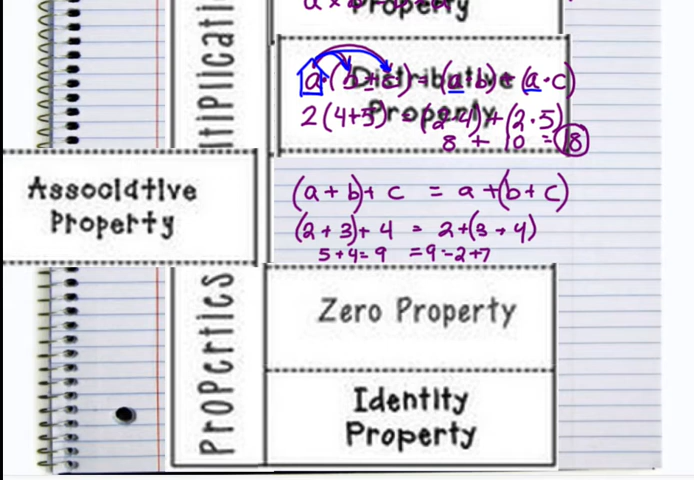 Property
Distributive
Property
a·(b+c) = (a·b)+(a·c)
2(4+5) = (2·4)+(2·5)
8 + 10 = 18
Associative
Property
(a+b)+c = a+(b+c)
(2+3)+4 = 2+(3+4)
5+4=9 =9-2+7
Properties
Zero Property
Identity
Property